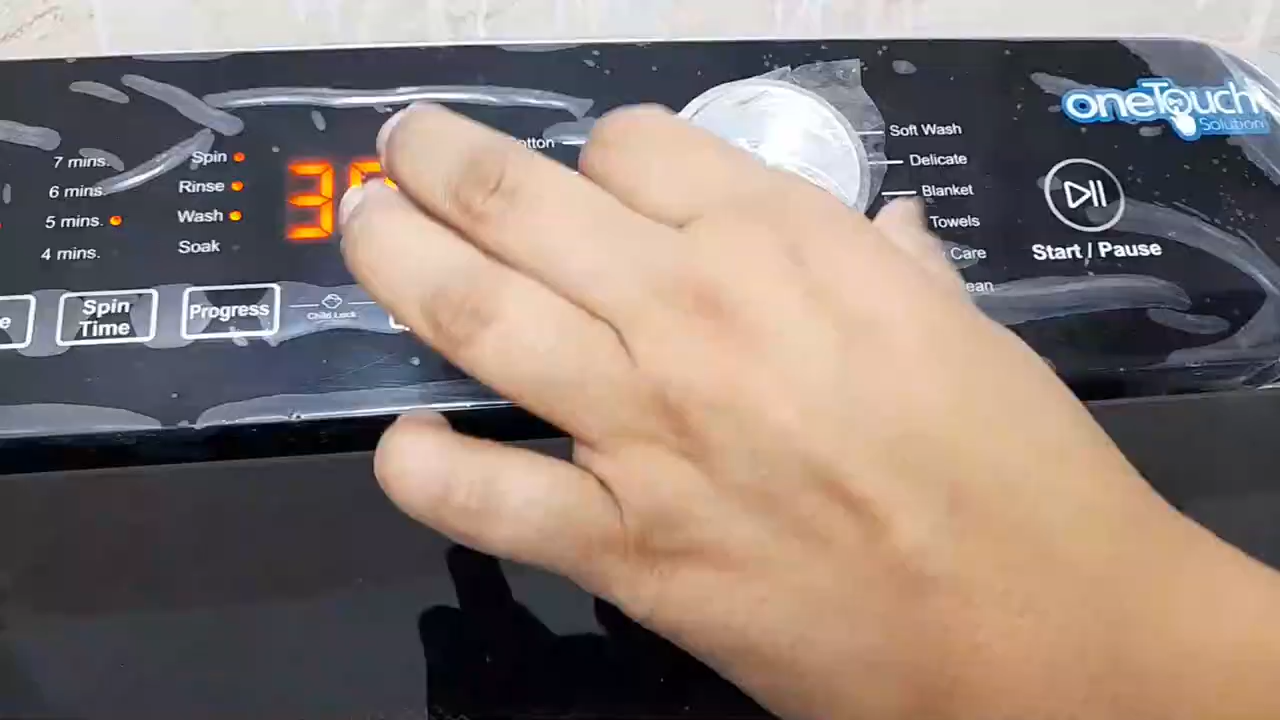 7 mins.
6 mins.
5 mins.
4 mins.
Spin
Rinse
Wash
Soak
Spin
Time
Progress
Child Lock
Soft Wash
Delicate
Blanket
Towels
Care
oneTouch
Solution
Start / Pause